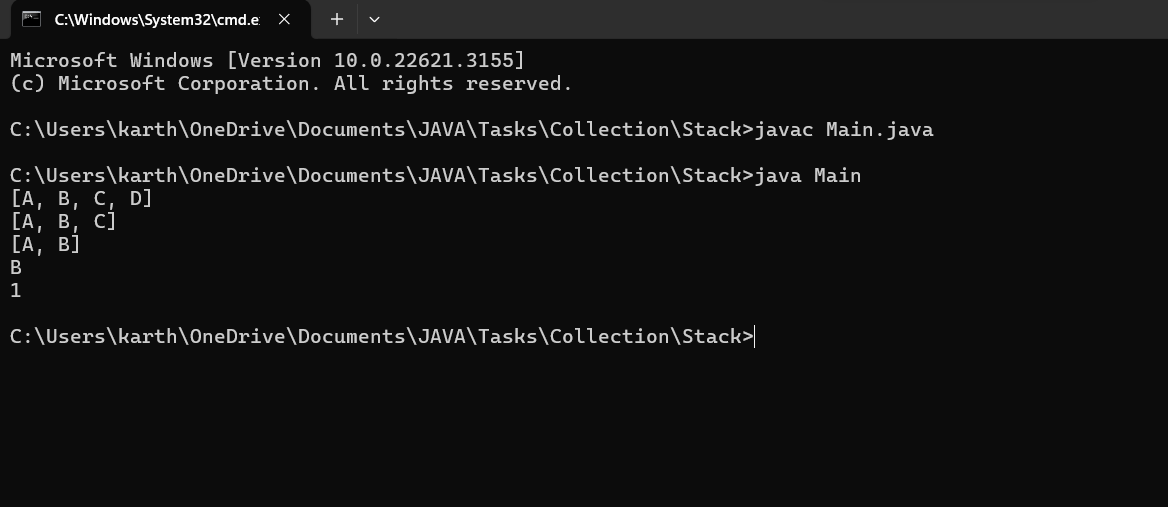 C:\Windows\System32\cmd.e
Microsoft Windows [Version 10.0.22621.3155]
(c) Microsoft Corporation. All rights reserved.
C:\Users\karth\OneDrive\Documents\JAVA\Tasks\Collection\Stack>javac Main.java
C:\Users\karth\OneDrive\Documents\JAVA\Tasks\Collection\Stack>java Main
[A, B, C, D]
[A, B, C]
[A, B]
B
1
C:\Users\karth\OneDrive\Documents\JAVA\Tasks\Collection\Stack>